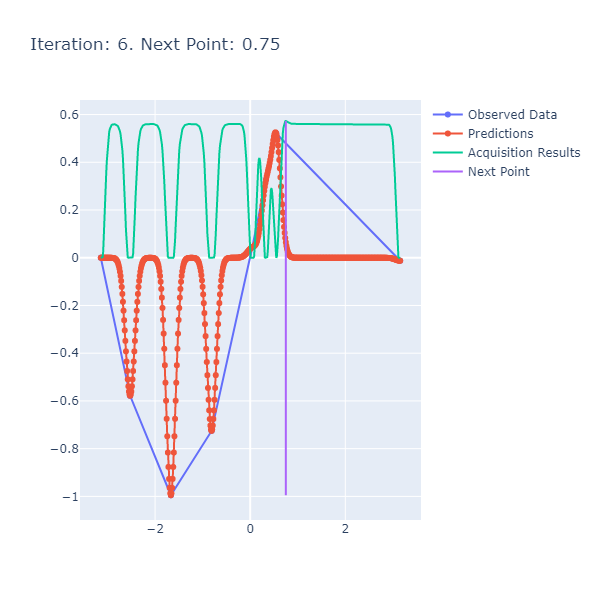 Iteration: 6. Next Point: 0.75
Observed Data
Predictions
Acquisition Results
Next Point
0.6
0.4
0.2
0
−0.2
−0.4
−0.6
−0.8
−1
−2
0
2